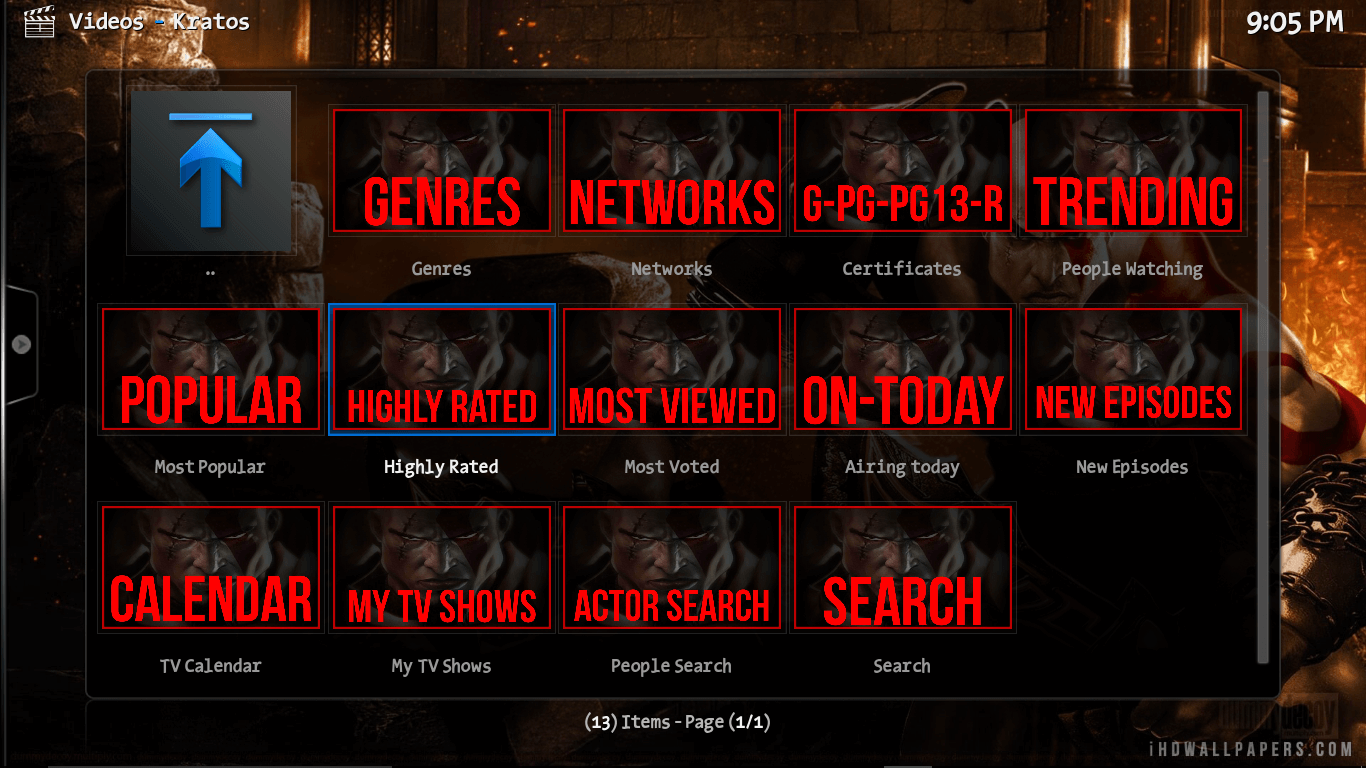 Videos - Kratos
9:05 PM
GENRES
NETWORKS
G-PG-PG13-R
TRENDING
..
Genres
Networks
Certificates
People Watching
POPULAR
HIGHLY RATED
MOST VIEWED
ON-TODAY
NEW EPISODES
Most Popular
Highly Rated
Most Voted
Airing today
New Episodes
CALENDAR
MY TV SHOWS
ACTOR SEARCH
SEARCH
TV Calendar
My TV Shows
People Search
Search
(13) Items - Page (1/1)
iHDWALLPAPERS.COM